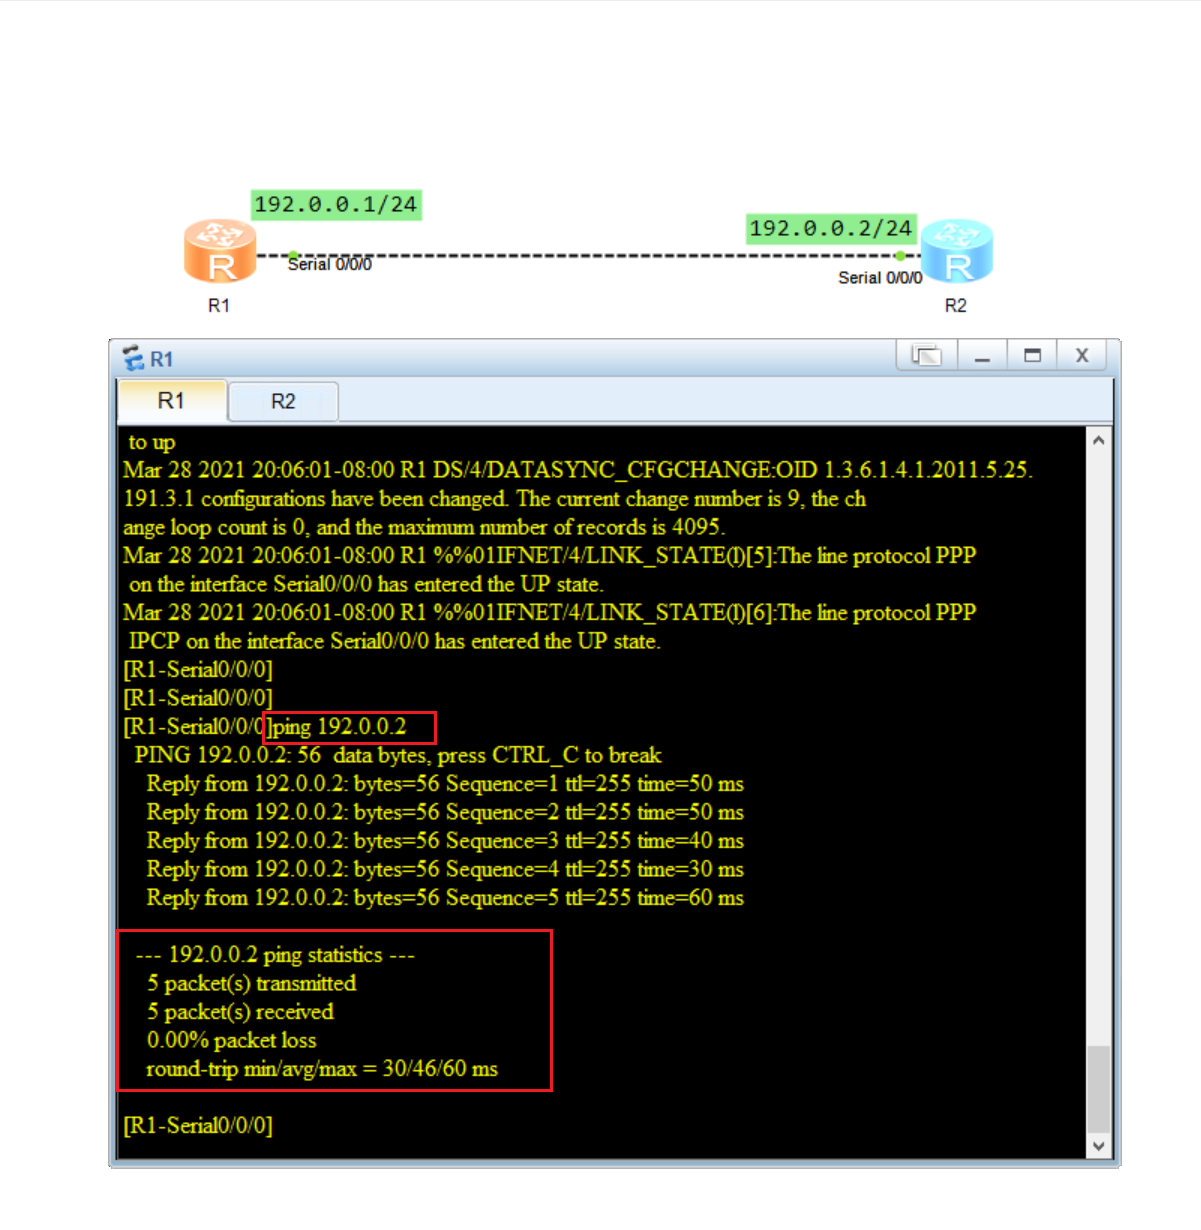 192.0.0.1/24
192.0.0.2/24
Serial 0/0/0
Serial 0/0/0
R
R
R1
R2
R1
R1
R2
to up
Mar 28 2021 20:06:01-08:00 R1 DS/4/DATASYNC_CFGCHANGE:OID 1.3.6.1.4.1.2011.5.25.
191.3.1 configurations have been changed. The current change number is 9, the ch
ange loop count is 0, and the maximum number of records is 4095.
Mar 28 2021 20:06:01-08:00 R1 %%01IFNET/4/LINK_STATE(l)[5]:The line protocol PPP
on the interface Serial0/0/0 has entered the UP state.
Mar 28 2021 20:06:01-08:00 R1 %%01IFNET/4/LINK_STATE(l)[6]:The line protocol PPP
IPCP on the interface Serial0/0/0 has entered the UP state.
[R1-Serial0/0/0]
[R1-Serial0/0/0]
[R1-Serial0/0/0]ping 192.0.0.2
PING 192.0.0.2: 56  data bytes, press CTRL_C to break
Reply from 192.0.0.2: bytes=56 Sequence=1 ttl=255 time=50 ms
Reply from 192.0.0.2: bytes=56 Sequence=2 ttl=255 time=50 ms
Reply from 192.0.0.2: bytes=56 Sequence=3 ttl=255 time=40 ms
Reply from 192.0.0.2: bytes=56 Sequence=4 ttl=255 time=30 ms
Reply from 192.0.0.2: bytes=56 Sequence=5 ttl=255 time=60 ms
--- 192.0.0.2 ping statistics ---
5 packet(s) transmitted
5 packet(s) received
0.00% packet loss
round-trip min/avg/max = 30/46/60 ms
[R1-Serial0/0/0]